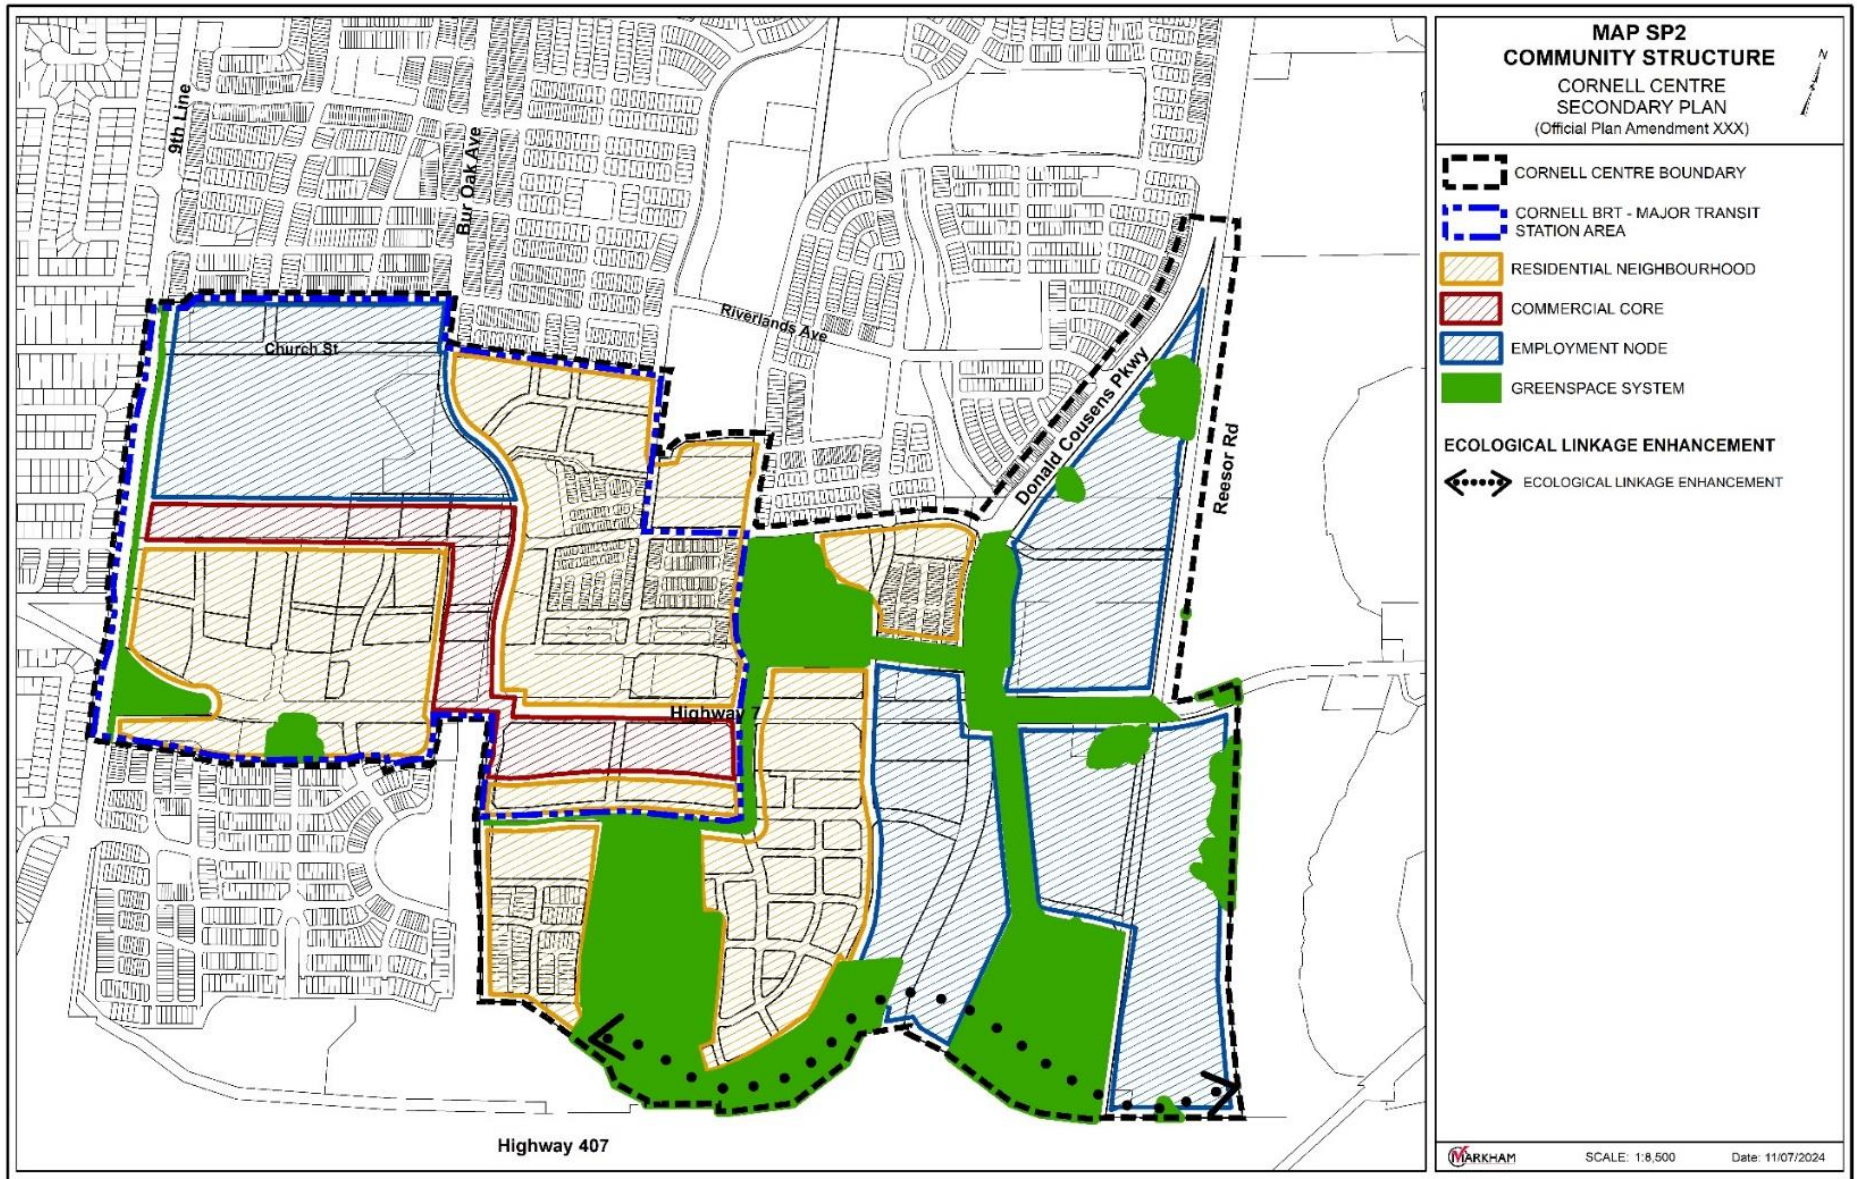 MAP SP2
COMMUNITY STRUCTURE
CORNELL CENTRE
SECONDARY PLAN
(Official Plan Amendment XXX)
N
CORNELL CENTRE BOUNDARY
CORNELL BRT - MAJOR TRANSIT
STATION AREA
RESIDENTIAL NEIGHBOURHOOD
COMMERCIAL CORE
EMPLOYMENT NODE
GREENSPACE SYSTEM
ECOLOGICAL LINKAGE ENHANCEMENT
ECOLOGICAL LINKAGE ENHANCEMENT
9th Line
Bur Oak Ave
Church St
Riverlands Ave
Donald Cousens Pkwy
Reesor Rd
Highway 7
Highway 407
MARKHAM
SCALE: 1:8,500
Date: 11/07/2024